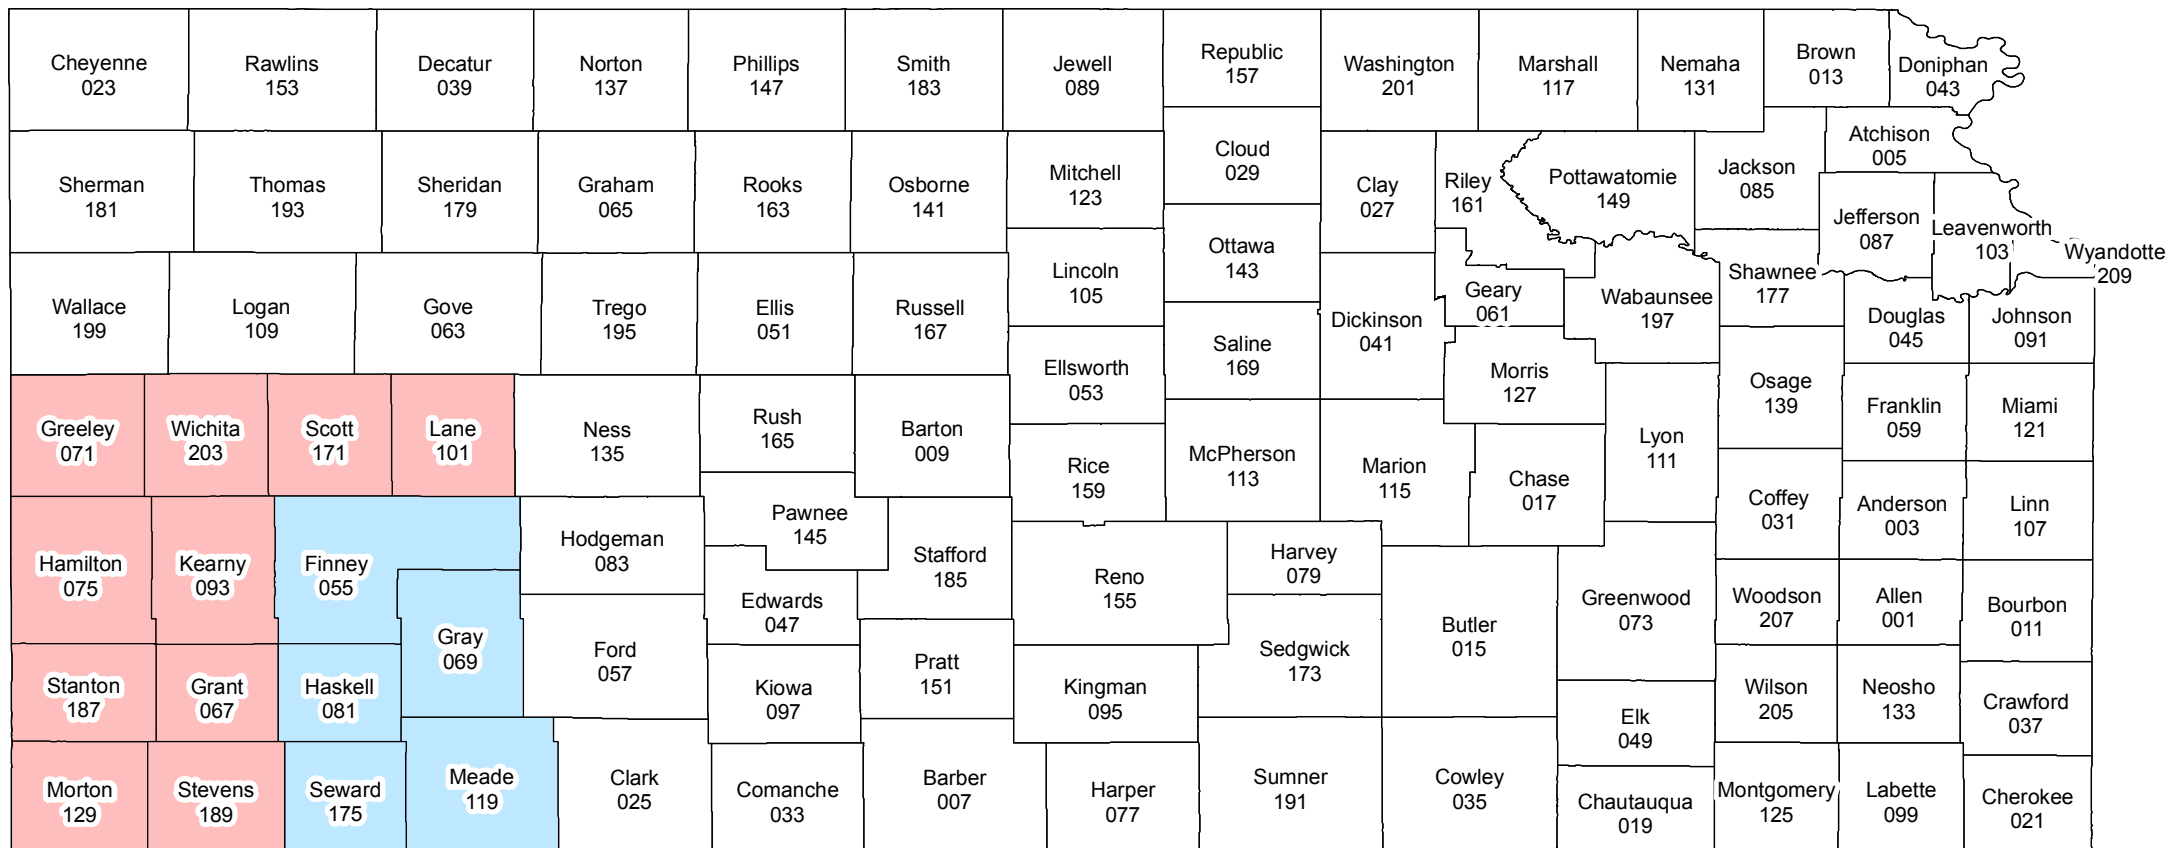 Cheyenne
023
Rawlins
153
Decatur
039
Norton
137
Phillips
147
Smith
183
Jewell
089
Republic
157
Washington
201
Marshall
117
Nemaha
131
Brown
013
Doniphan
043
Sherman
181
Thomas
193
Sheridan
179
Graham
065
Rooks
163
Osborne
141
Mitchell
123
Cloud
029
Clay
027
Riley
161
Pottawatomie
149
Jackson
085
Atchison
005
Jefferson
087
Leavenworth
103
Wyandotte
209
Wallace
199
Logan
109
Gove
063
Trego
195
Ellis
051
Russell
167
Lincoln
105
Ottawa
143
Dickinson
041
Geary
061
Wabaunsee
197
Shawnee
177
Douglas
045
Johnson
091
Ellsworth
053
Saline
169
Morris
127
Osage
139
Franklin
059
Miami
121
Greeley
071
Wichita
203
Scott
171
Lane
101
Ness
135
Rush
165
Barton
009
Rice
159
McPherson
113
Marion
115
Chase
017
Lyon
111
Coffey
031
Anderson
003
Linn
107
Hamilton
075
Kearny
093
Finney
055
Hodgeman
083
Pawnee
145
Stafford
185
Reno
155
Harvey
079
Greenwood
073
Woodson
207
Allen
001
Bourbon
011
Gray
069
Ford
057
Edwards
047
Pratt
151
Sedgwick
173
Butler
015
Stanton
187
Grant
067
Haskell
081
Kiowa
097
Kingman
095
Elk
049
Wilson
205
Neosho
133
Crawford
037
Morton
129
Stevens
189
Seward
175
Meade
119
Clark
025
Comanche
033
Barber
007
Harper
077
Sumner
191
Cowley
035
Chautauqua
019
Montgomery
125
Labette
099
Cherokee
021